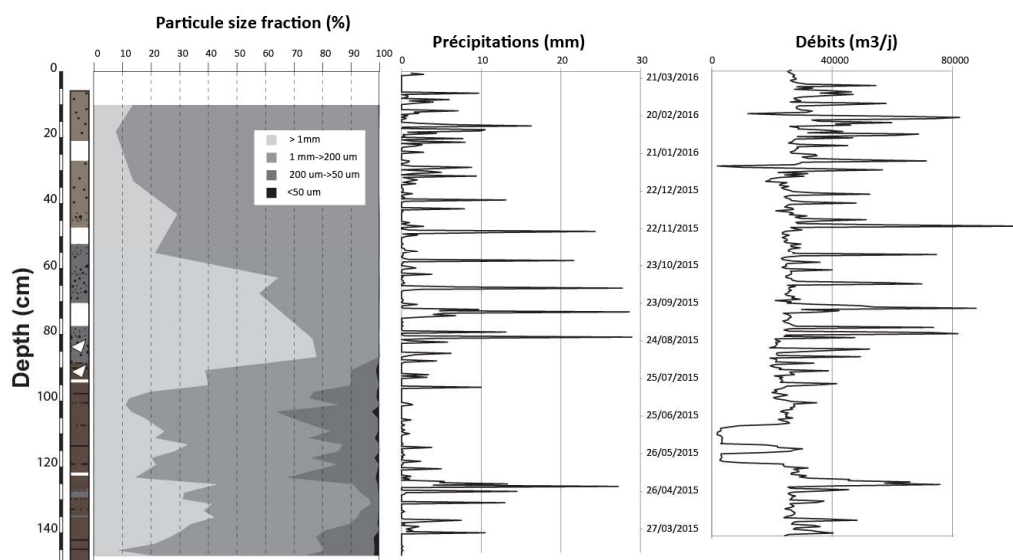 Particule size fraction (%)
Précipitations (mm)
Débits (m3/j)
0 10 20 30 40 50 60 70 80 90 100
0 10 20 30
0 40000 80000
Depth (cm)
0
20
40
60
80
100
120
140
> 1mm
1 mm->200 um
200 um->50 um
<50 um
21/03/2016
20/02/2016
21/01/2016
22/12/2015
22/11/2015
23/10/2015
23/09/2015
24/08/2015
25/07/2015
25/06/2015
26/05/2015
26/04/2015
27/03/2015